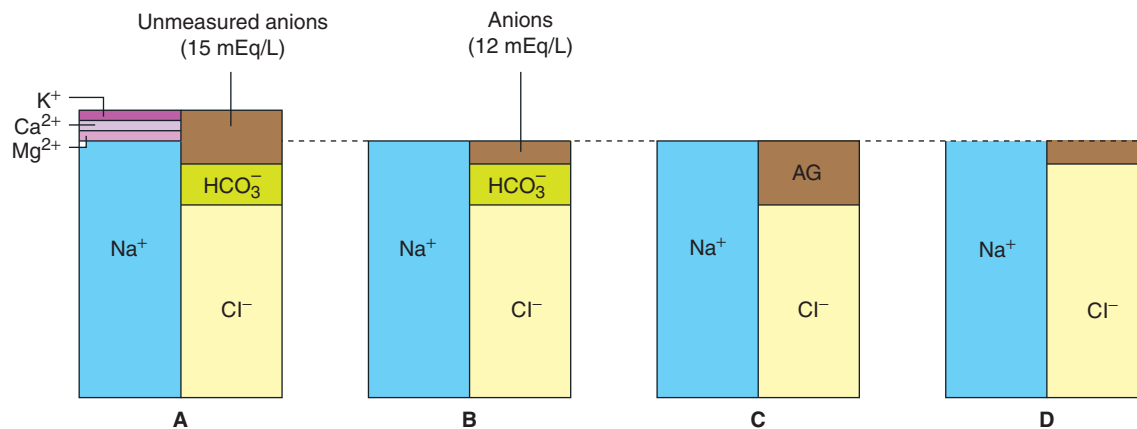 Unmeasured anions
(15 mEq/L)
Anions
(12 mEq/L)
K⁺
Ca²⁺
Mg²⁺
HCO₃⁻
HCO₃⁻
AG
Na⁺
Na⁺
Na⁺
Na⁺
Cl⁻
Cl⁻
Cl⁻
Cl⁻
A
B
C
D